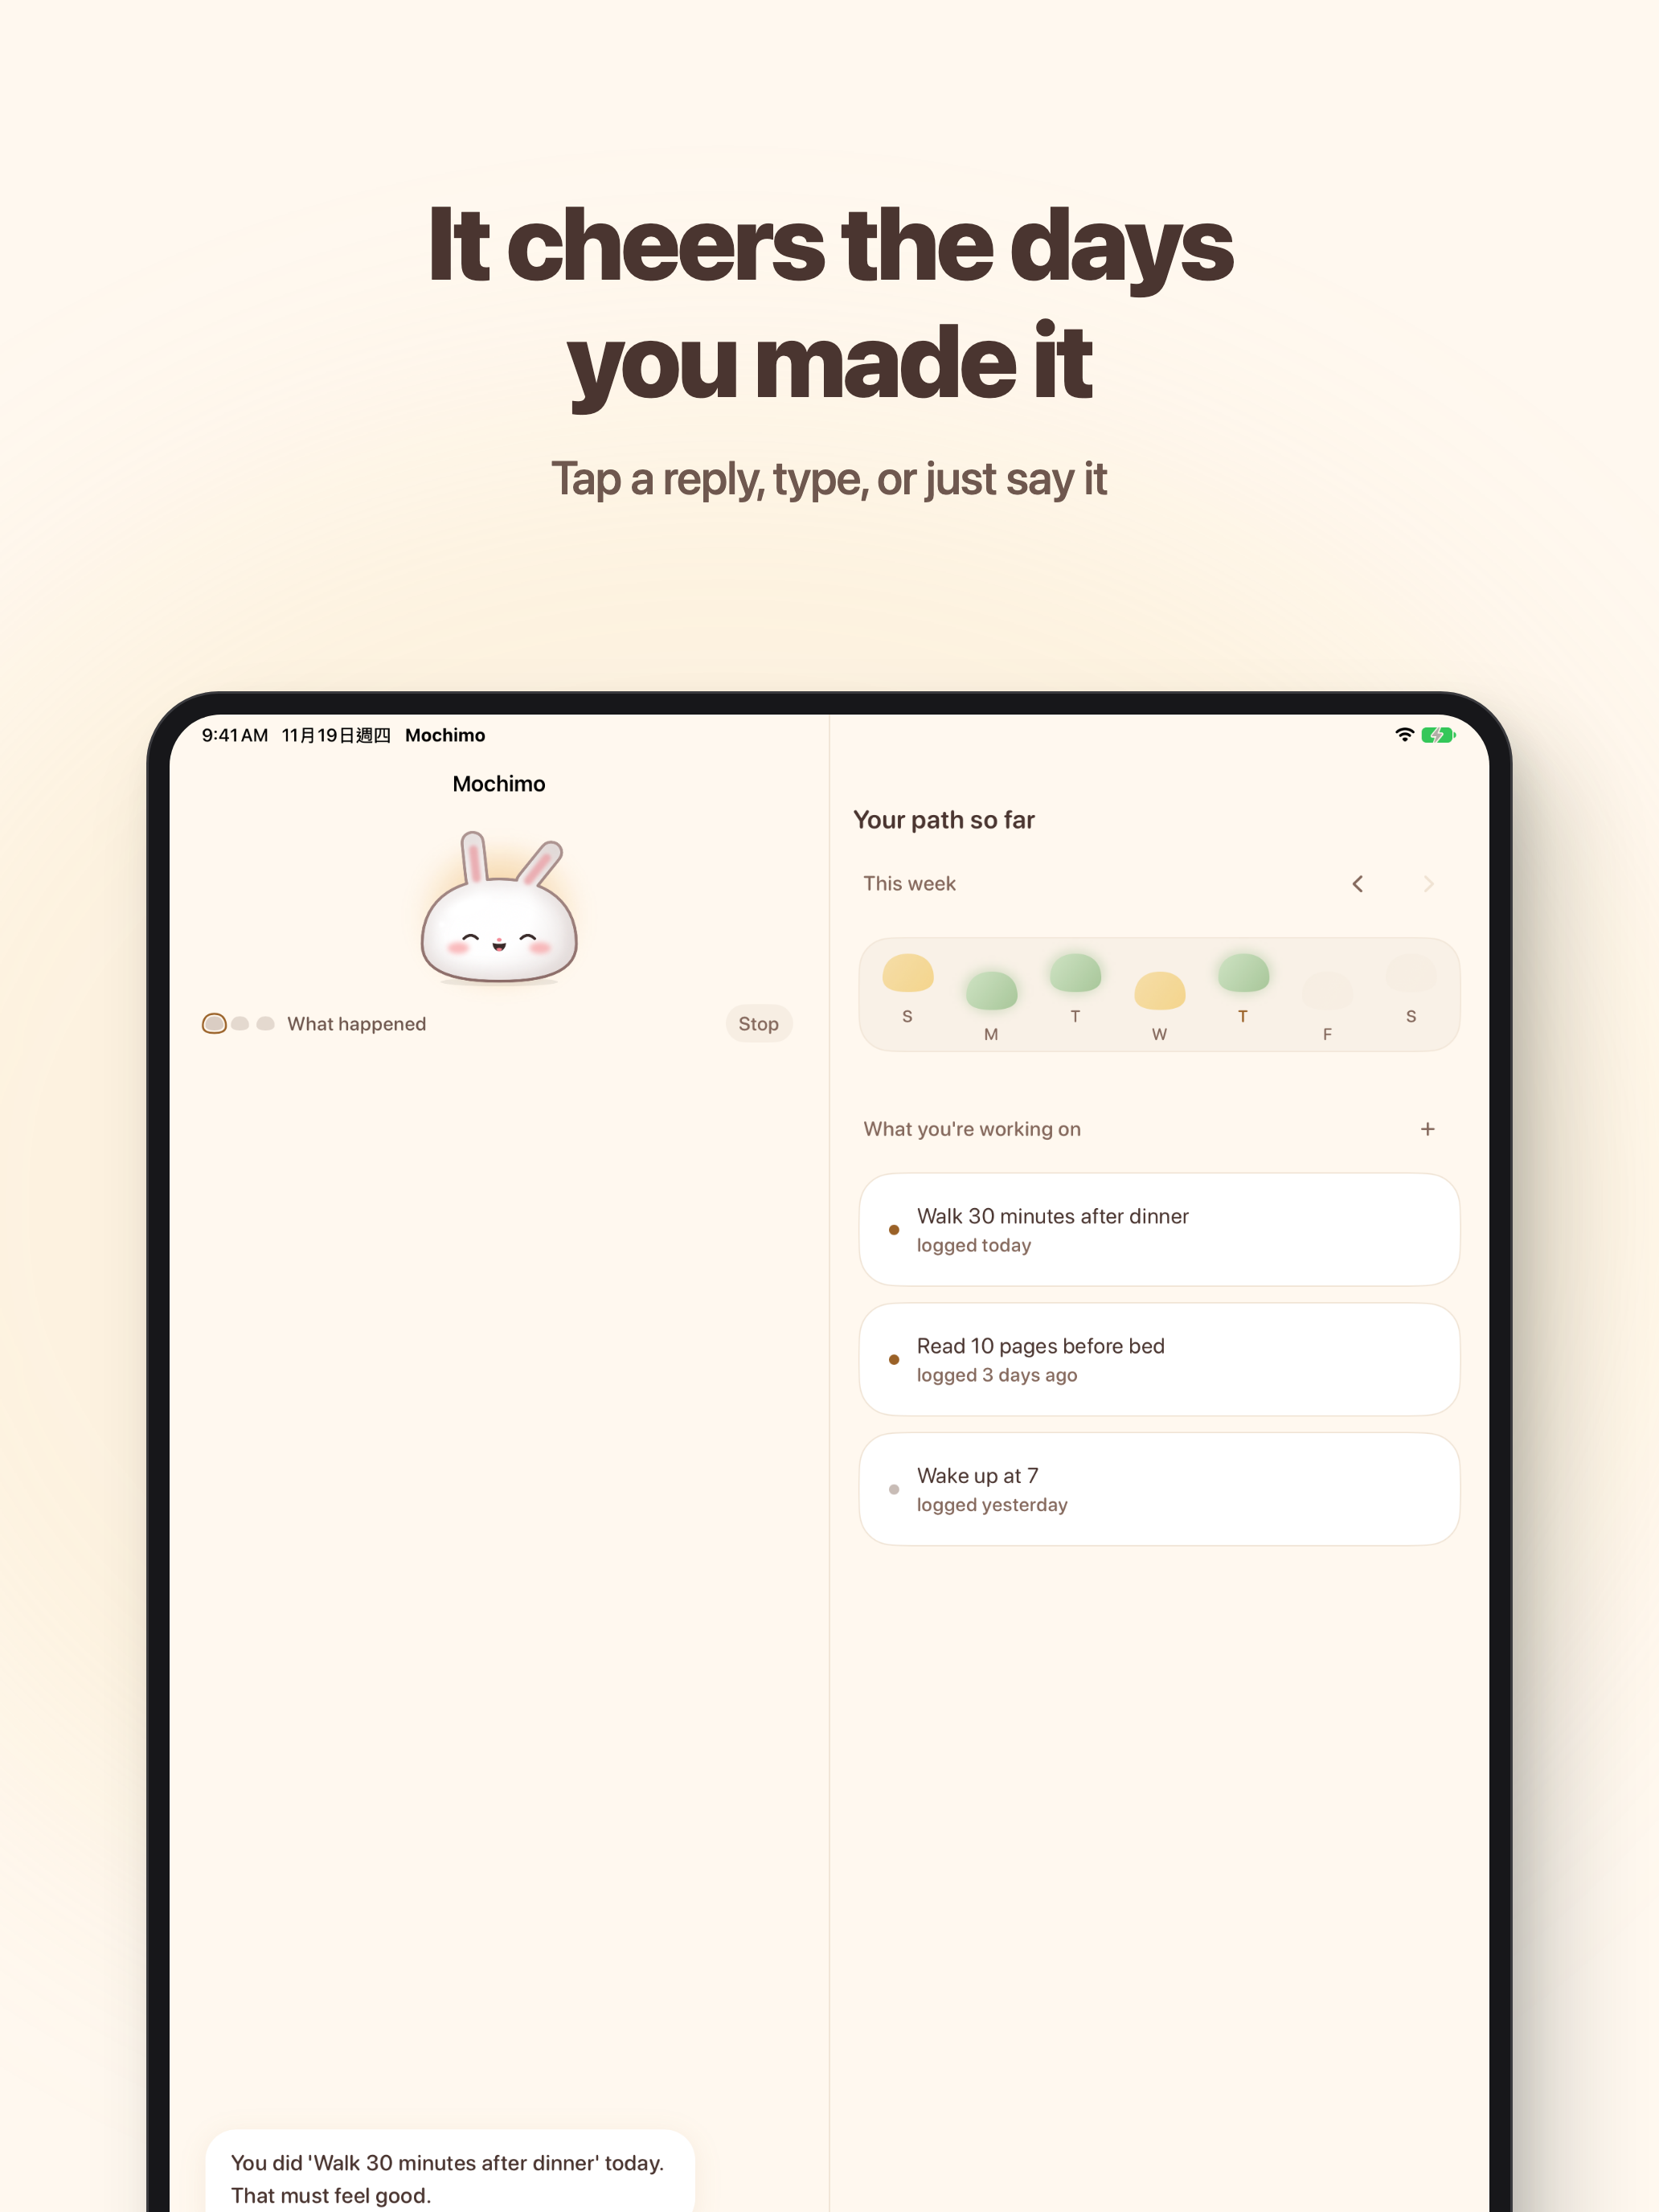 It cheers the days
you made it
Tap a reply, type, or just say it
9:41 AM 11月19日週四 Mochimo
Mochimo
What happened
Stop
Your path so far
This week
S
M
T
W
T
F
S
What you're working on
+
Walk 30 minutes after dinner
logged today
Read 10 pages before bed
logged 3 days ago
Wake up at 7
logged yesterday
You did 'Walk 30 minutes after dinner' today.
That must feel good.